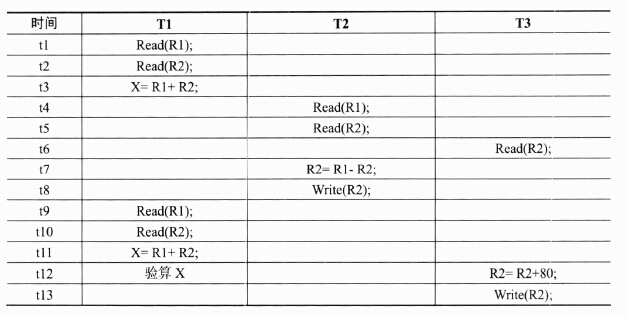 时间 T1 T2 T3
t1 Read(R1);
t2 Read(R2);
t3 X= R1+ R2;
t4 Read(R1);
t5 Read(R2);
t6 Read(R2);
t7 R2= R1- R2;
t8 Write(R2);
t9 Read(R1);
t10 Read(R2);
t11 X= R1+ R2;
t12 验算 X R2= R2+80;
t13 Write(R2);